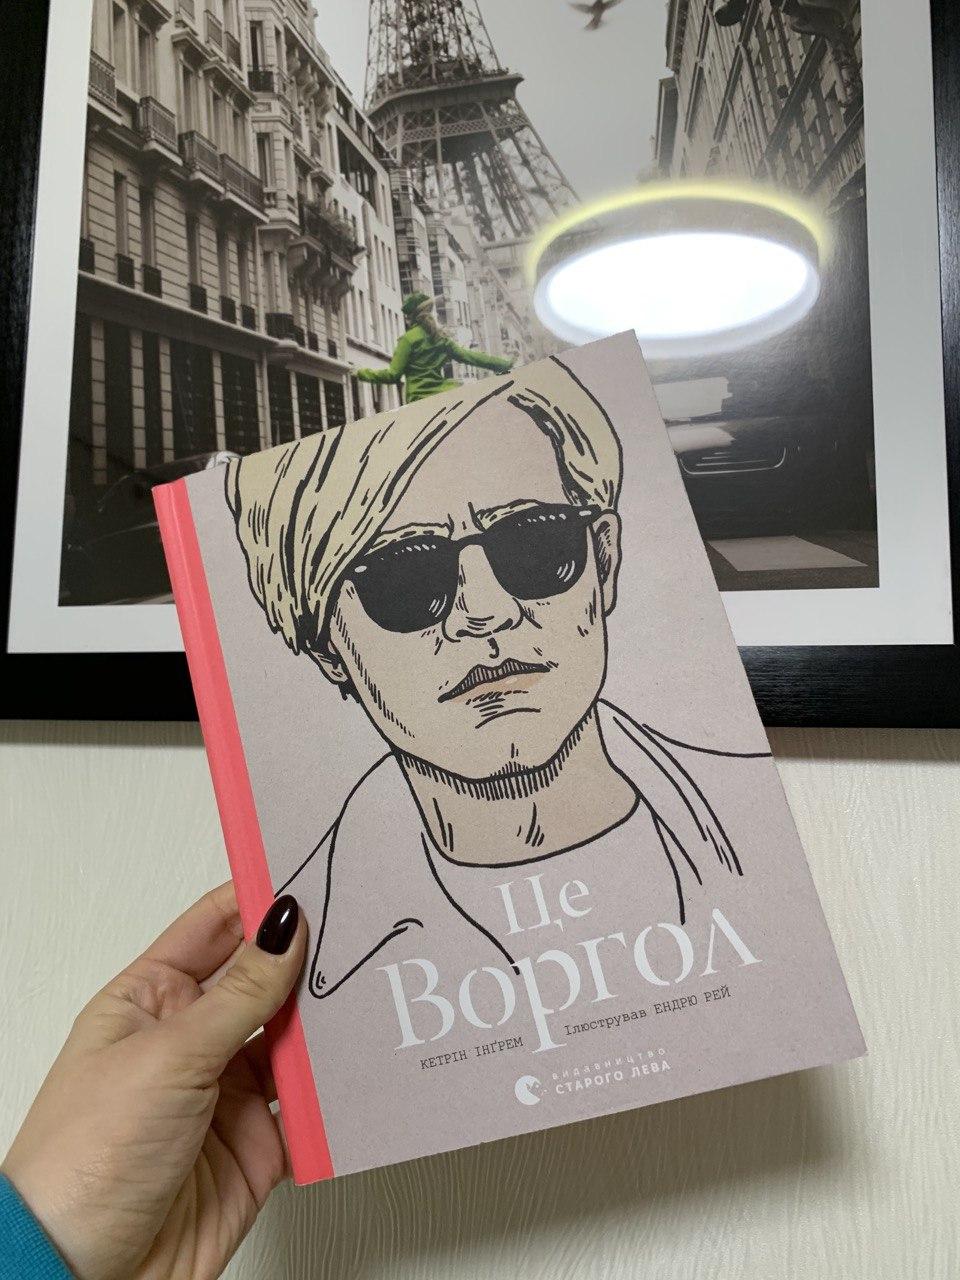 Це
Воргол
КЕТРІН ІНҐРЕМ
Ілюстрував ЕНДРЮ РЕЙ
видавництво
СТАРОГО ЛЕВА